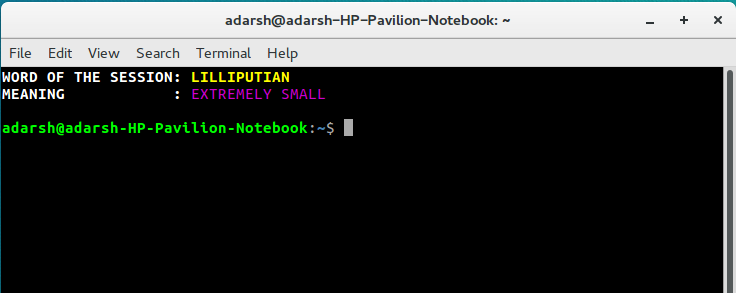 adarsh@adarsh-HP-Pavilion-Notebook: ~
File Edit View Search Terminal Help
WORD OF THE SESSION: LILLIPUTIAN
MEANING            : EXTREMELY SMALL
adarsh@adarsh-HP-Pavilion-Notebook:~$